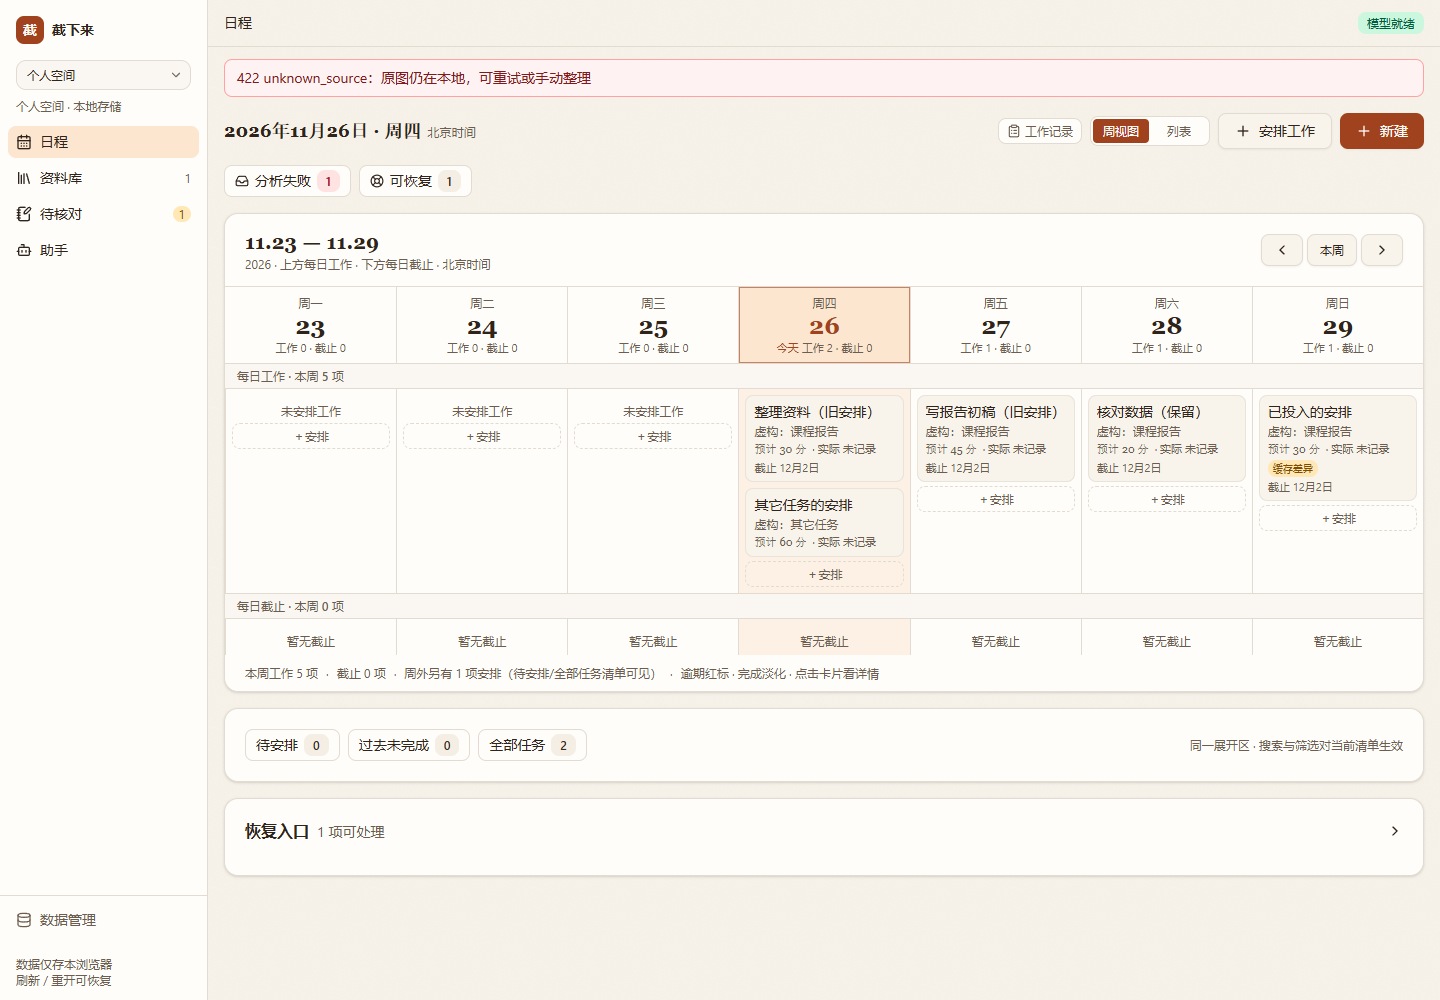 截 截下来
个人空间
个人空间 · 本地存储
日程
资料库 1
待核对 1
助手
数据管理
数据仅存本浏览器
刷新 / 重开可恢复
日程
模型就绪
422 unknown_source：原图仍在本地，可重试或手动整理
2026年11月26日 · 周四 北京时间
工作记录
周视图 列表
+ 安排工作
+ 新建
分析失败 1
可恢复 1
11.23 — 11.29
2026 · 上方每日工作 · 下方每日截止 · 北京时间
本周
周一 周二 周三 周四 周五 周六 周日
23 24 25 26 27 28 29
工作 0 · 截止 0 工作 0 · 截止 0 工作 0 · 截止 0 今天 工作 2 · 截止 0 工作 1 · 截止 0 工作 1 · 截止 0 工作 1 · 截止 0
每日工作 · 本周 5 项
未安排工作
+ 安排
未安排工作
+ 安排
未安排工作
+ 安排
整理资料（旧安排）
虚构：课程报告
预计 30 分 · 实际 未记录
截止 12月2日
其它任务的安排
虚构：其它任务
预计 60 分 · 实际 未记录
+ 安排
写报告初稿（旧安排）
虚构：课程报告
预计 45 分 · 实际 未记录
截止 12月2日
+ 安排
核对数据（保留）
虚构：课程报告
预计 20 分 · 实际 未记录
截止 12月2日
+ 安排
已投入的安排
虚构：课程报告
预计 30 分 · 实际 未记录
缓存差异
截止 12月2日
+ 安排
每日截止 · 本周 0 项
暂无截止 暂无截止 暂无截止 暂无截止 暂无截止 暂无截止 暂无截止
本周工作 5 项 · 截止 0 项 · 周外另有 1 项安排（待安排/全部任务清单可见） · 逾期红标 · 完成淡化 · 点击卡片看详情
待安排 0
过去未完成 0
全部任务 2
同一展开区 · 搜索与筛选对当前清单生效
恢复入口 1 项可处理